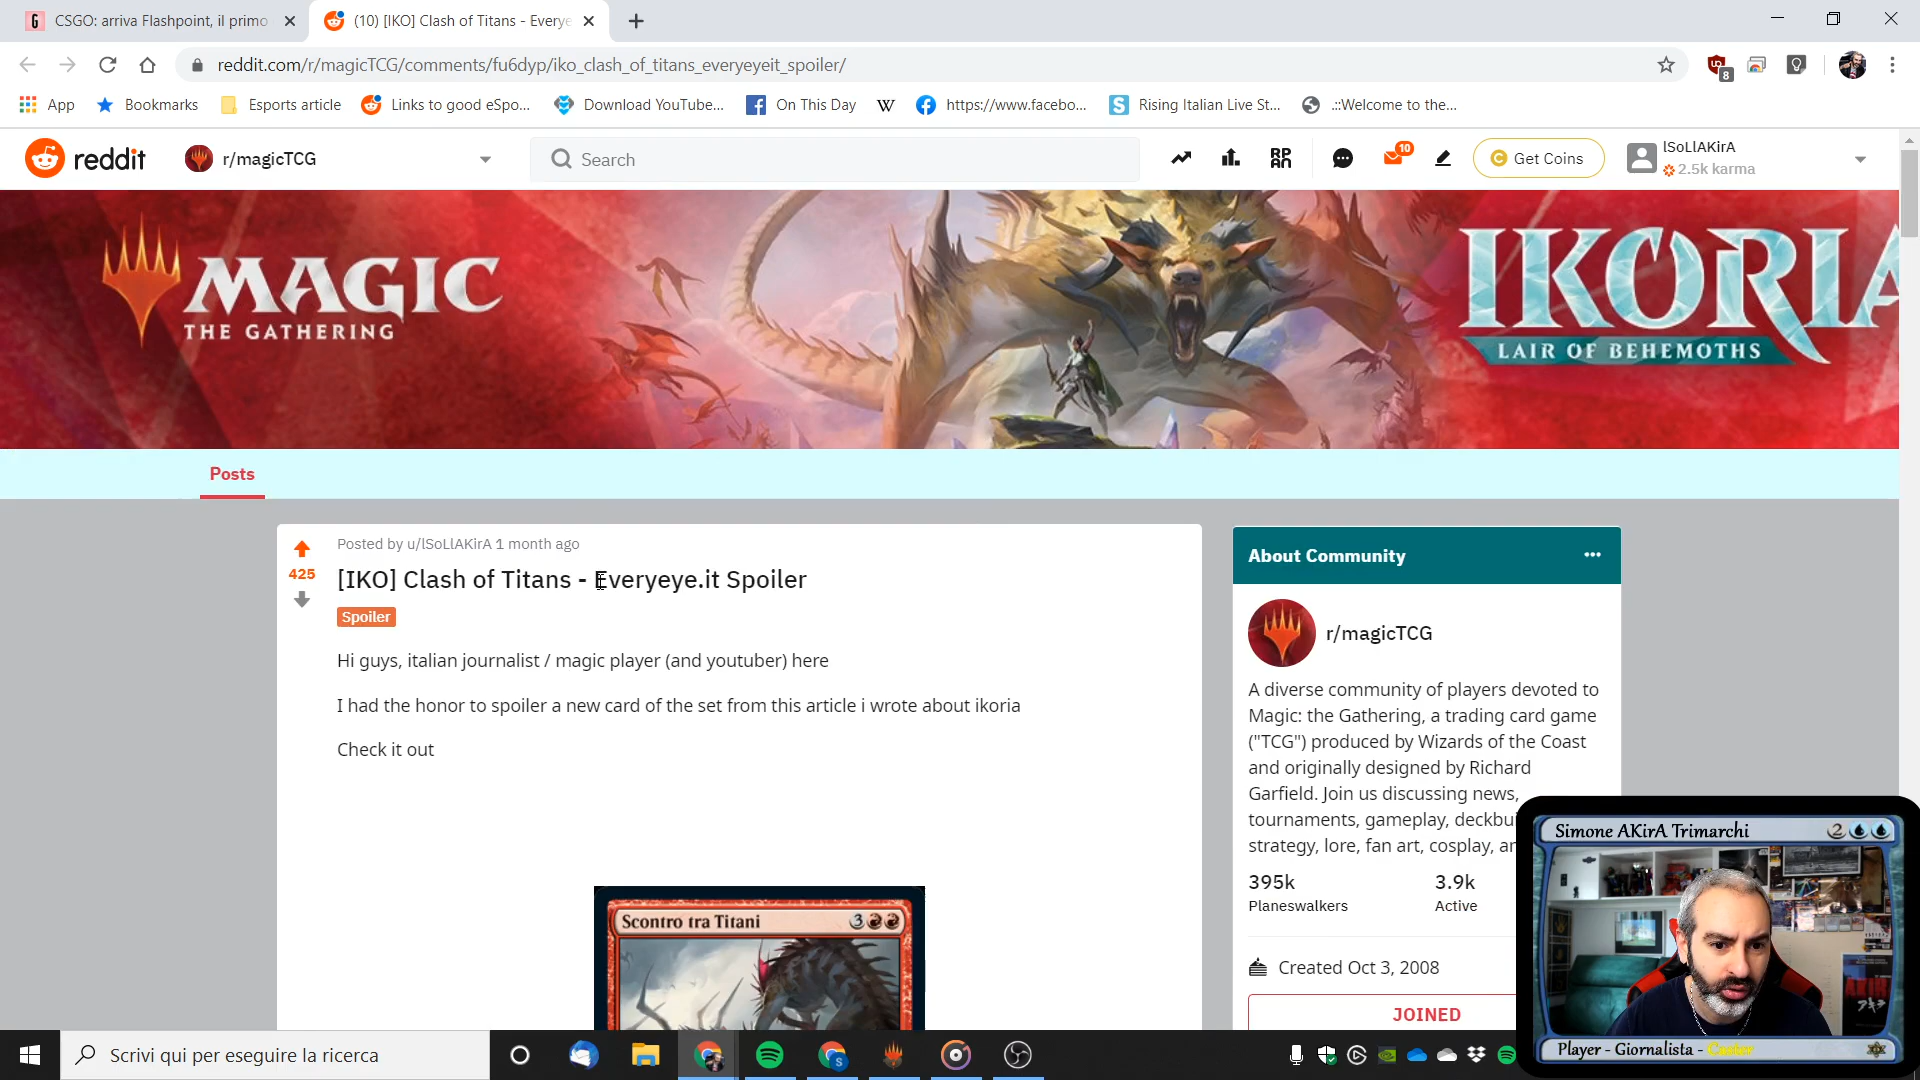 CSGO: arriva Flashpoint, il primo
(10) [IKO] Clash of Titans - Everye
reddit.com/r/magicTCG/comments/fu6dyp/iko_clash_of_titans_everyeyeit_spoiler/
8
App
Bookmarks
Esports article
Links to good eSpo...
Download YouTube...
On This Day
W
https://www.facebo...
Rising Italian Live St...
.::Welcome to the...
reddit
r/magicTCG
Search
10
Get Coins
lSoLlAKirA
2.5k karma
MAGIC
THE GATHERING
IKORIA
LAIR OF BEHEMOTHS
Posts
Posted by u/lSoLlAKirA 1 month ago
425
[IKO] Clash of Titans - Everyeye.it Spoiler
Spoiler
Hi guys, italian journalist / magic player (and youtuber) here
I had the honor to spoiler a new card of the set from this article i wrote about ikoria
Check it out
Scontro tra Titani 3
About Community
r/magicTCG
A diverse community of players devoted to
Magic: the Gathering, a trading card game
("TCG") produced by Wizards of the Coast
and originally designed by Richard
Garfield. Join us discussing news,
tournaments, gameplay, deckbu
strategy, lore, fan art, cosplay, an
395k
3.9k
Planeswalkers
Active
Created Oct 3, 2008
JOINED
Simone AKirA Trimarchi 2
Player - Giornalista - Caster
Scrivi qui per eseguire la ricerca